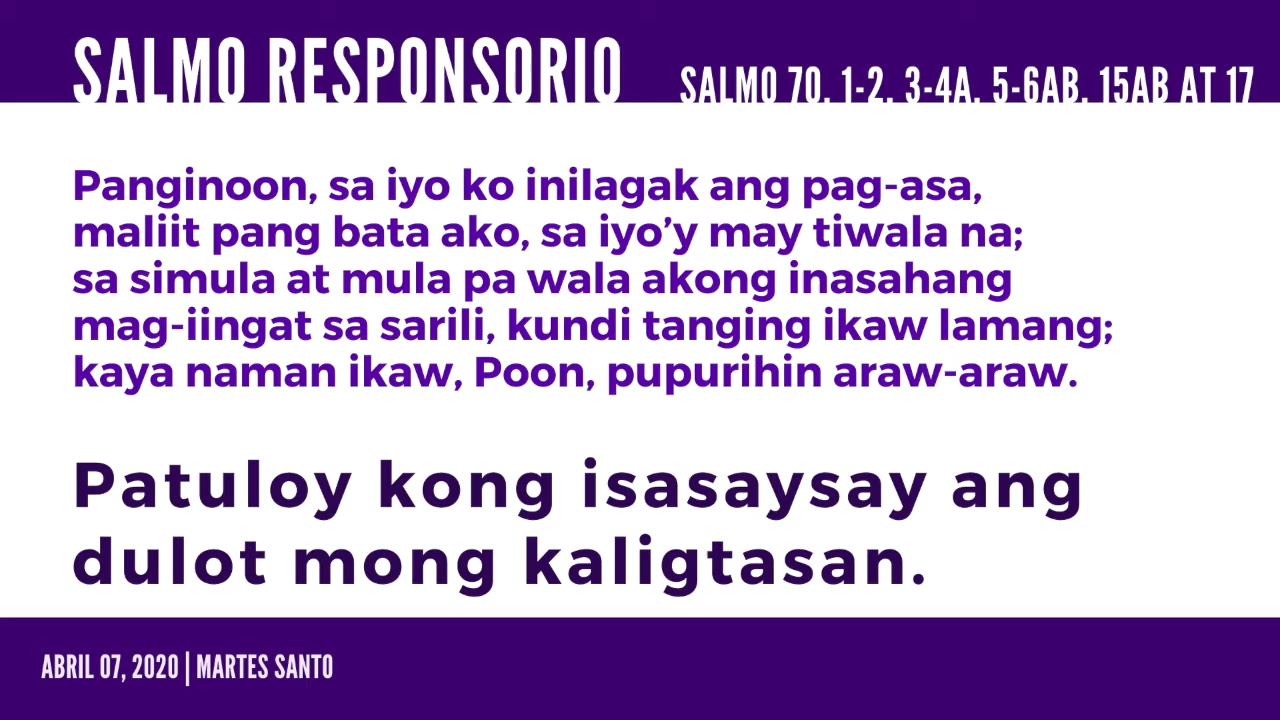 SALMO RESPONSORIO
SALMO 70, 1-2, 3-4A, 5-6AB, 15AB AT 17
Panginoon, sa iyo ko inilagak ang pag-asa,
maliit pang bata ako, sa iyo’y may tiwala na;
sa simula at mula pa wala akong inasahang
mag-iingat sa sarili, kundi tanging ikaw lamang;
kaya naman ikaw, Poon, pupurihin araw-araw.
Patuloy kong isasaysay ang
dulot mong kaligtasan.
ABRIL 07, 2020 | MARTES SANTO